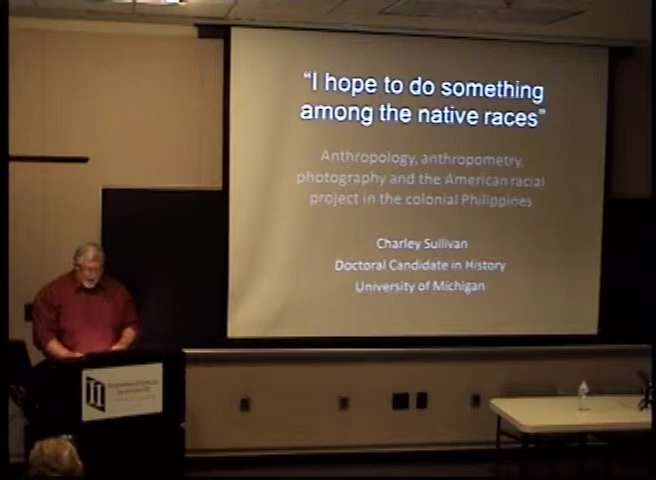 “I hope to do something
among the native races”
Anthropology, anthropometry,
photography and the American racial
project in the colonial Philippines
Charley Sullivan
Doctoral Candidate in History
University of Michigan